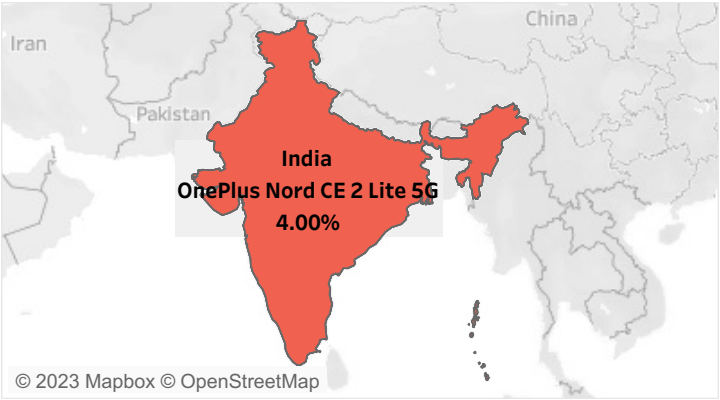 China
Iran
Pakistan
India
OnePlus Nord CE 2 Lite 5G
4.00%
© 2023 Mapbox © OpenStreetMap